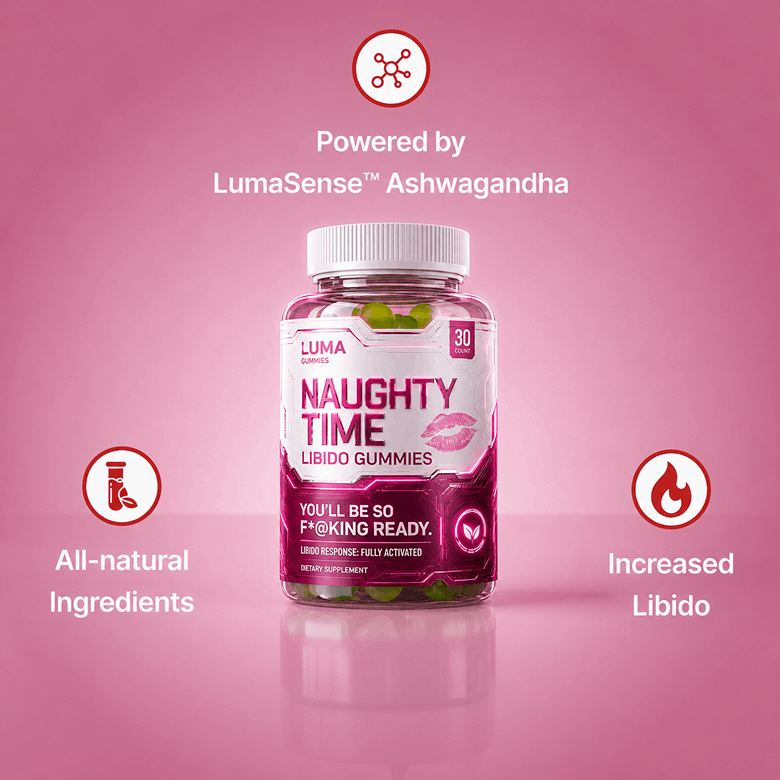 Powered by
LumaSense™ Ashwagandha
LUMA
GUMMIES
30
COUNT
NAUGHTY
TIME
LIBIDO GUMMIES
YOU'LL BE SO
F*@KING READY.
LIBIDO RESPONSE: FULLY ACTIVATED
DIETARY SUPPLEMENT
All-natural
Ingredients
Increased
Libido